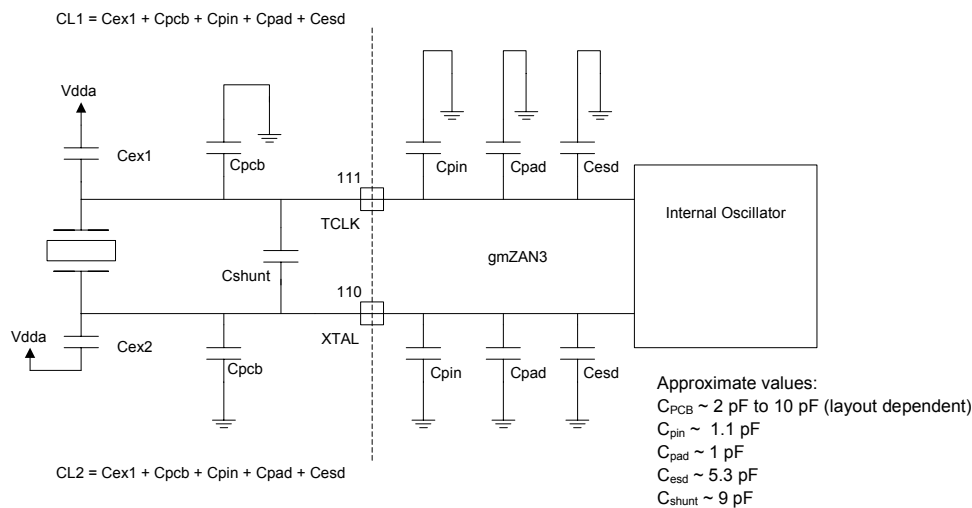 CL1 = Cex1 + Cpcb + Cpin + Cpad + Cesd
Vdda
Cex1
Cpcb
Cpin
Cpad
Cesd
111
TCLK
Internal Oscillator
gmZAN3
Cshunt
110
XTAL
Vdda
Cex2
Cpcb
Cpin
Cpad
Cesd
Approximate values:
CPCB ~ 2 pF to 10 pF (layout dependent)
Cpin ~ 1.1 pF
Cpad ~ 1 pF
Cesd ~ 5.3 pF
Cshunt ~ 9 pF
CL2 = Cex1 + Cpcb + Cpin + Cpad + Cesd